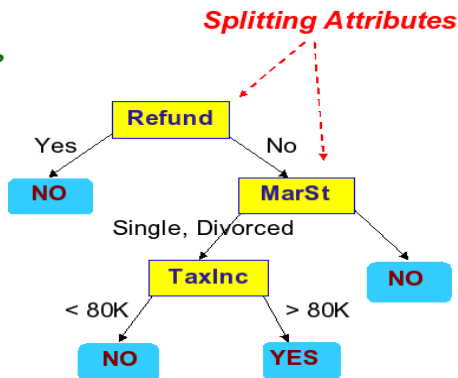 Splitting Attributes
Refund
Yes
No
NO
MarSt
Single, Divorced
TaxInc
NO
< 80K
> 80K
NO
YES